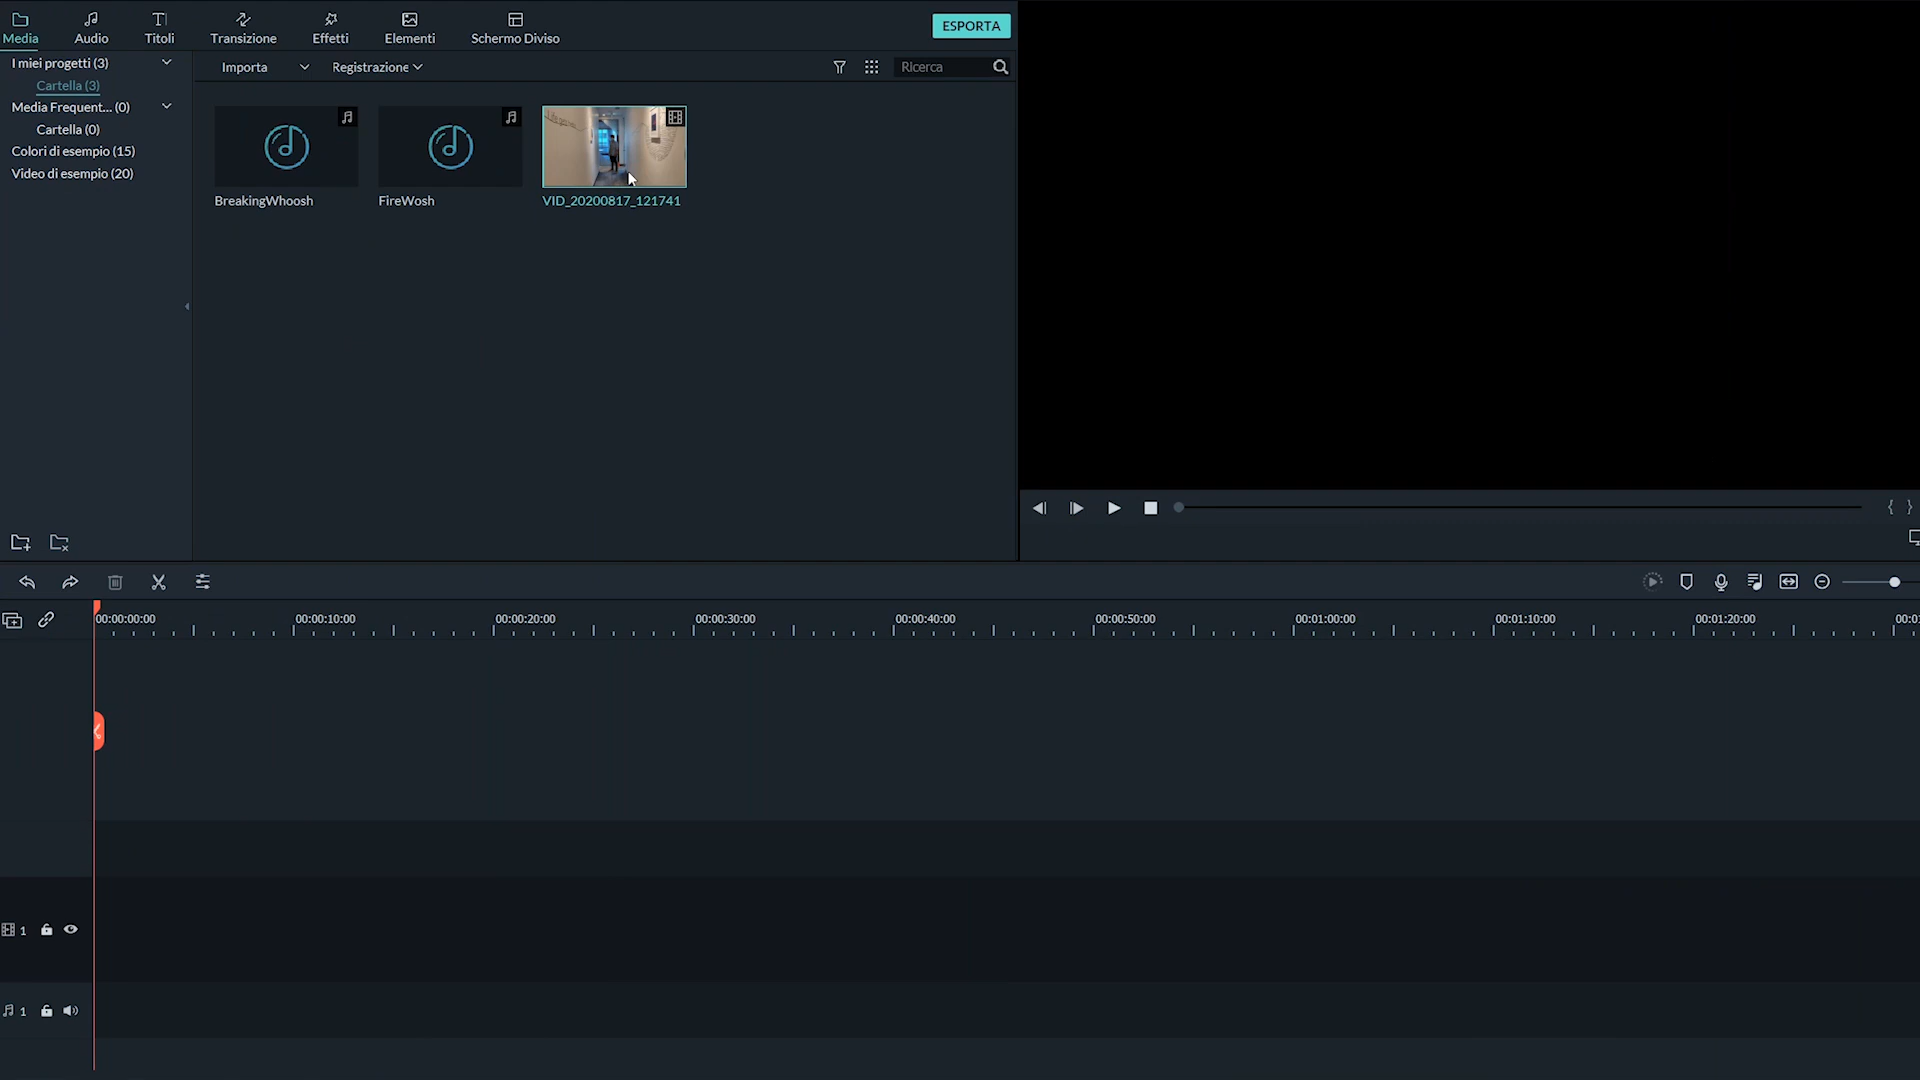 Media
Audio
Titoli
Transizione
Effetti
Elementi
Schermo Diviso
ESPORTA
I miei progetti (3)
Cartella (3)
Media Frequent... (0)
Cartella (0)
Colori di esempio (15)
Video di esempio (20)
Importa
Registrazione
Ricerca
BreakingWhoosh
FireWosh
VID_20200817_121741
00:00:00:00
00:00:10:00
00:00:20:00
00:00:30:00
00:00:40:00
00:00:50:00
00:01:00:00
00:01:10:00
00:01:20:00
00:0
1
1